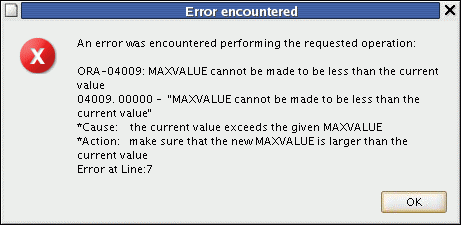 Error encountered
An error was encountered performing the requested operation:
ORA-04009: MAXVALUE cannot be made to be less than the current
value
04009. 00000 - "MAXVALUE cannot be made to be less than the
current value"
*Cause: the current value exceeds the given MAXVALUE
*Action: make sure that the new MAXVALUE is larger than the
current value
Error at Line:7
OK